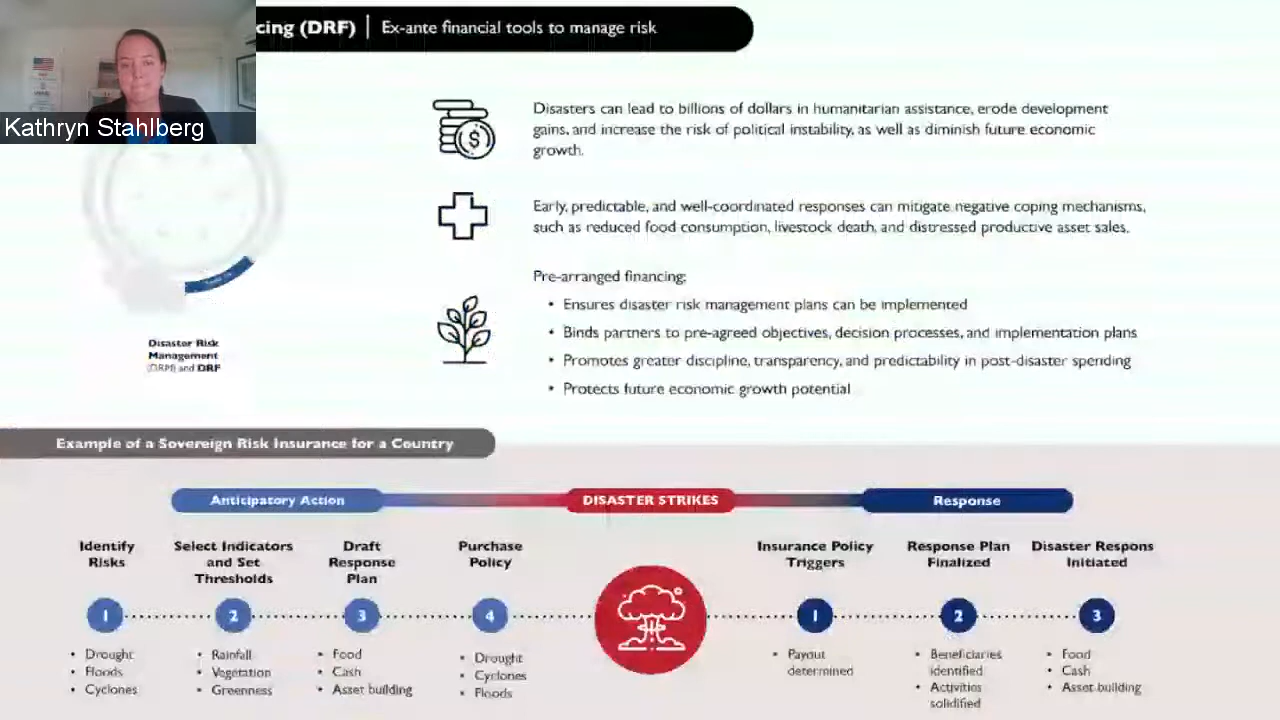 cing (DRF) | Ex-ante financial tools to manage risk
Kathryn Stahlberg
Disasters can lead to billions of dollars in humanitarian assistance, erode development
gains, and increase the risk of political instability, as well as diminish future economic
growth.
Early, predictable, and well-coordinated responses can mitigate negative coping mechanisms,
such as reduced food consumption, livestock death, and distressed productive asset sales.
Pre-arranged financing:
• Ensures disaster risk management plans can be implemented
• Binds partners to pre-agreed objectives, decision processes, and implementation plans
• Promotes greater discipline, transparency, and predictability in post-disaster spending
• Protects future economic growth potential
Disaster Risk
Management
(DRM) and DRF
Example of a Sovereign Risk Insurance for a Country
Anticipatory Action
DISASTER STRIKES
Response
Identify
Risks
1
• Drought
• Floods
• Cyclones
Select Indicators
and Set
Thresholds
2
• Rainfall
• Vegetation
• Greenness
Draft
Response
Plan
3
• Food
• Cash
• Asset building
Purchase
Policy
4
• Drought
• Cyclones
• Floods
Insurance Policy
Triggers
1
• Payout
determined
Response Plan
Finalized
2
• Beneficiaries
identified
• Activities
solidified
Disaster Respons
Initiated
3
• Food
• Cash
• Asset building